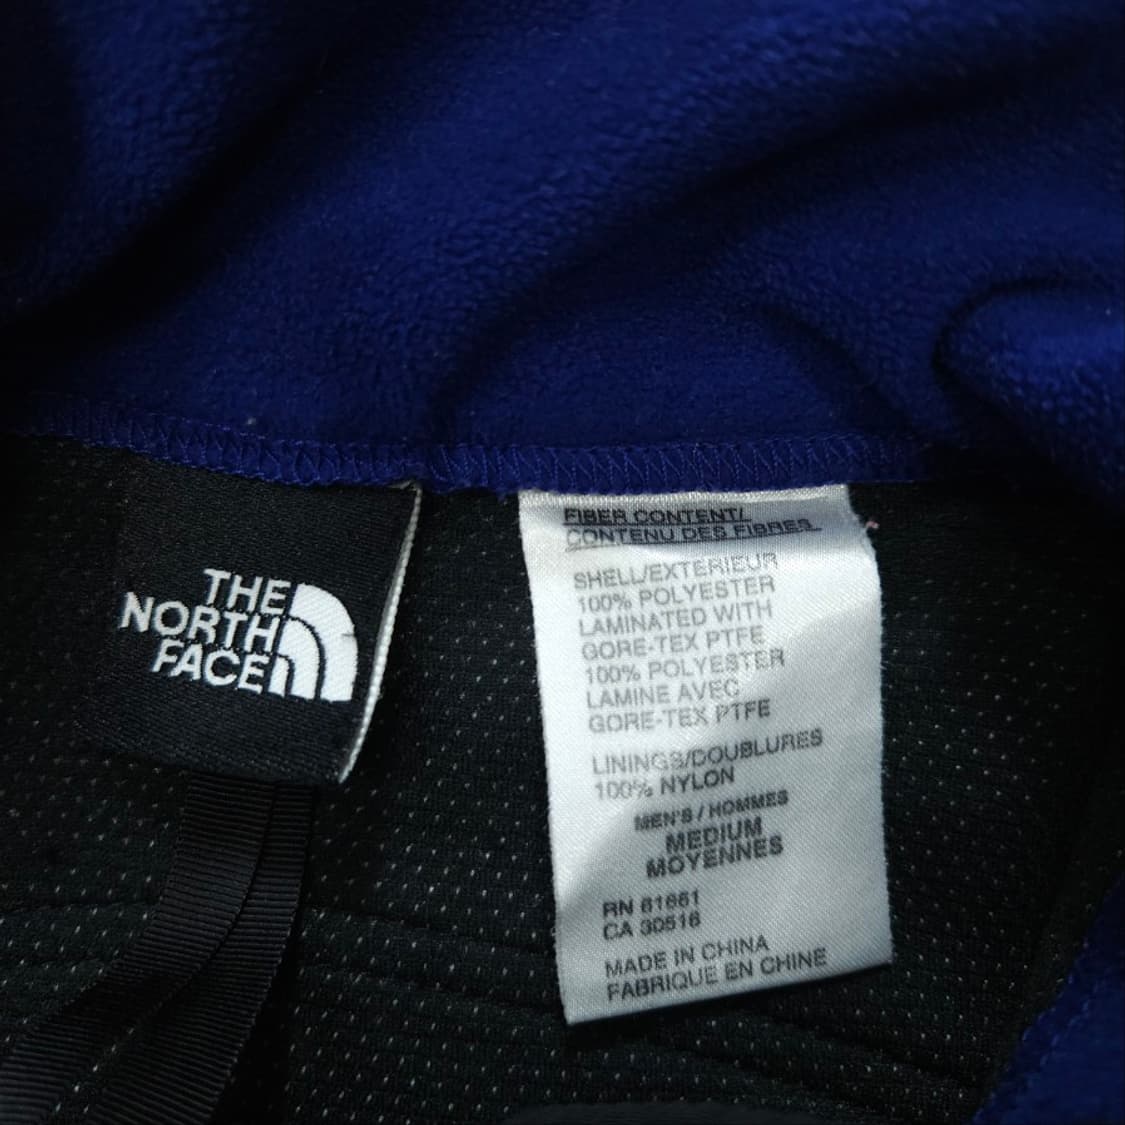 THE
NORTH
FACE
FIBER CONTENT/
CONTENU DES FIBRES
SHELL/EXTERIEUR
100% POLYESTER
LAMINATED WITH
GORE-TEX PTFE
100% POLYESTER
LAMINE AVEC
GORE-TEX PTFE
LININGS/DOUBLURES
100% NYLON
MEN'S / HOMMES
MEDIUM
MOYENNES
RN 61661
CA 30516
MADE IN CHINA
FABRIQUE EN CHINE